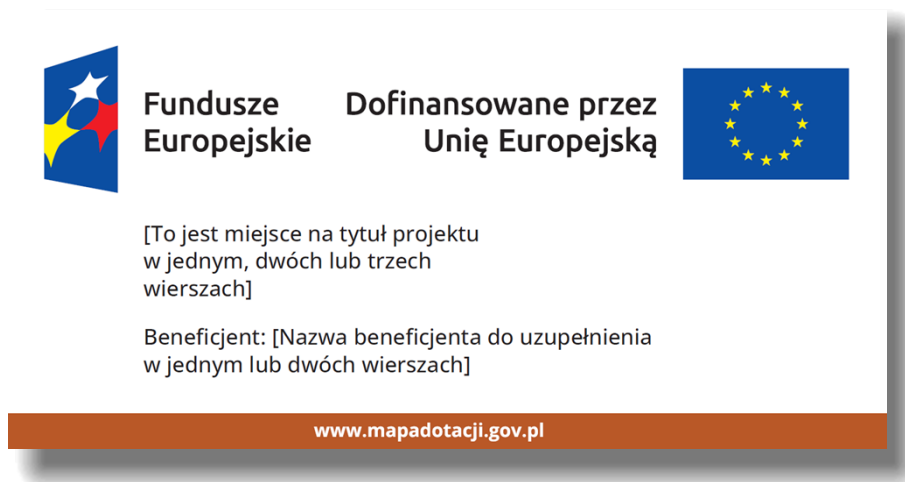 Fundusze
Europejskie
Dofinansowane przez
Unię Europejską
[To jest miejsce na tytuł projektu
w jednym, dwóch lub trzech
wierszach]
Beneficjent: [Nazwa beneficjenta do uzupełnienia
w jednym lub dwóch wierszach]
www.mapadotacji.gov.pl